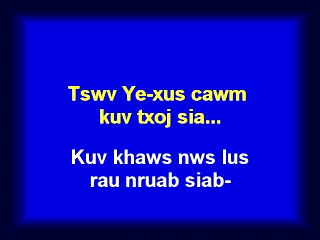 Tswv Ye-xus cawm
kuv txoj sia...
Kuv khaws nws lus
rau nruab siab-